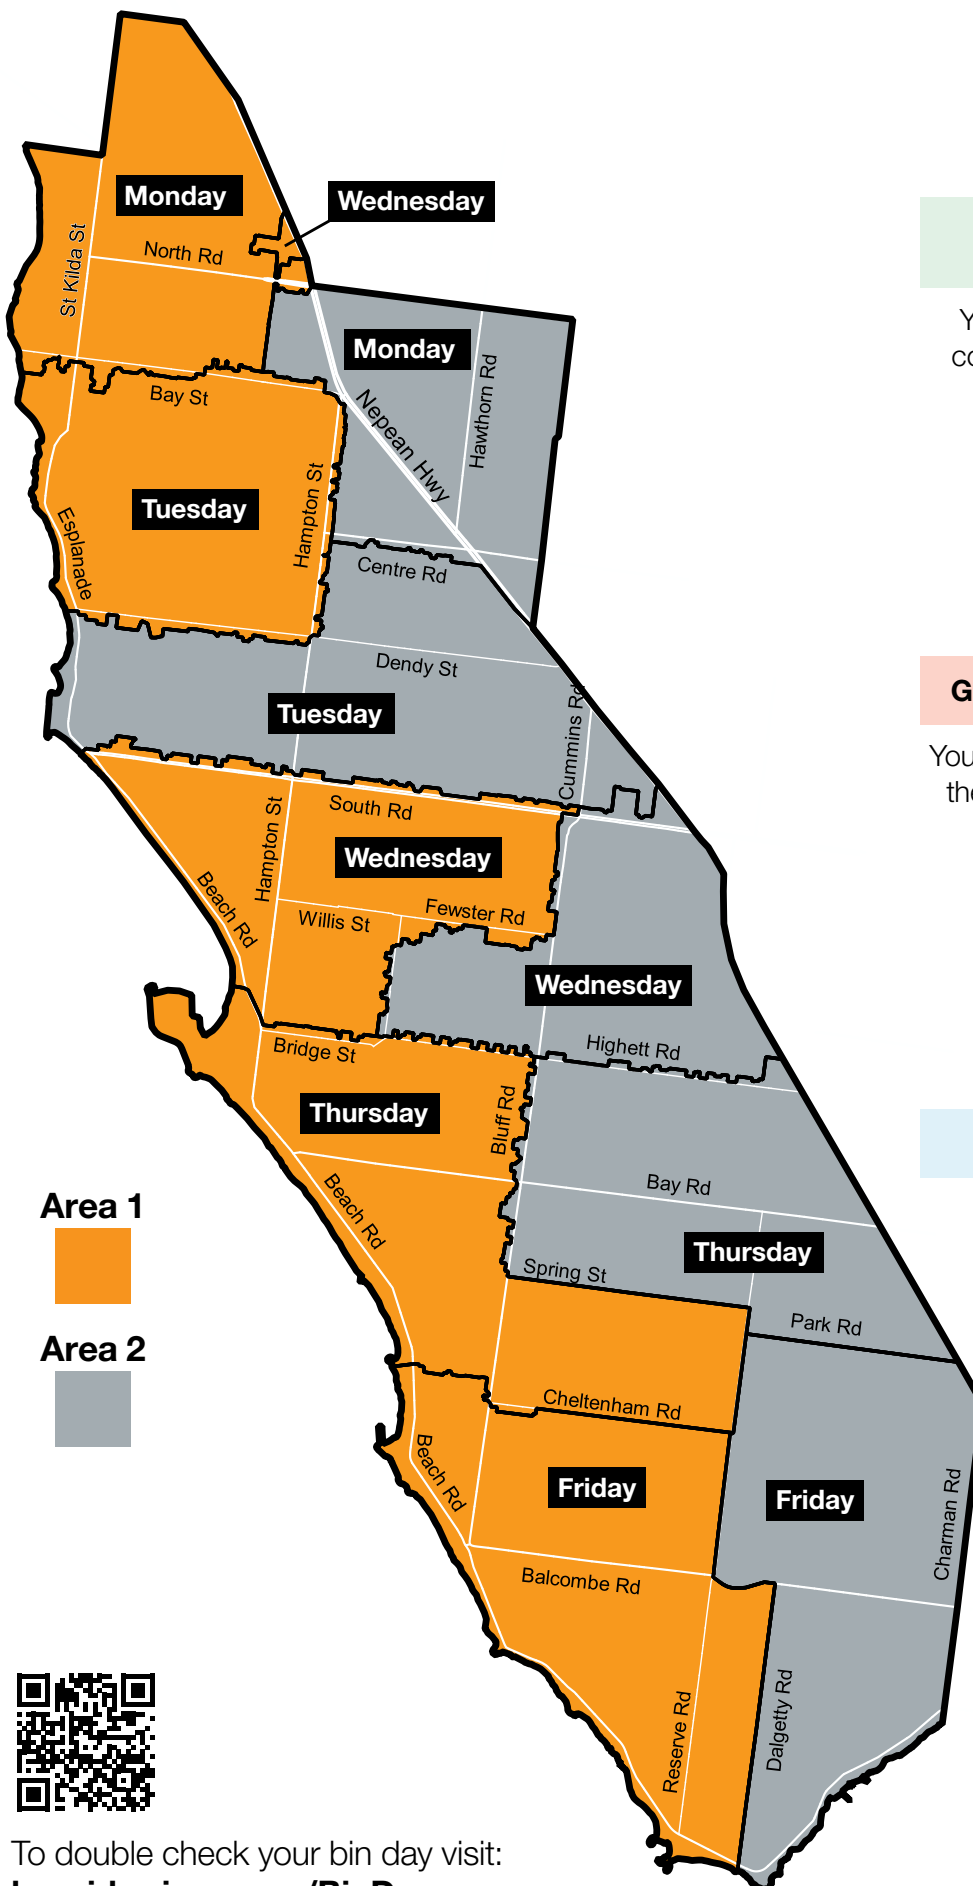 Monday
Wednesday
St Kilda St
North Rd
Monday
Hawthorn Rd
Nepean Hwy
Bay St
Tuesday
Hampton St
Esplanade
Centre Rd
Dendy St
Tuesday
Cummins Rd
South Rd
Hampton St
Wednesday
Beach Rd
Willis St
Fewster Rd
Wednesday
Highett Rd
Bridge St
Thursday
Bluff Rd
Bay Rd
Beach Rd
Area 1
Thursday
Spring St
Park Rd
Area 2
Cheltenham Rd
Beach Rd
Friday
Friday
Charman Rd
Balcombe Rd
Reserve Rd
Dalgetty Rd
To double check your bin day visit:
Y
co
G
You
the